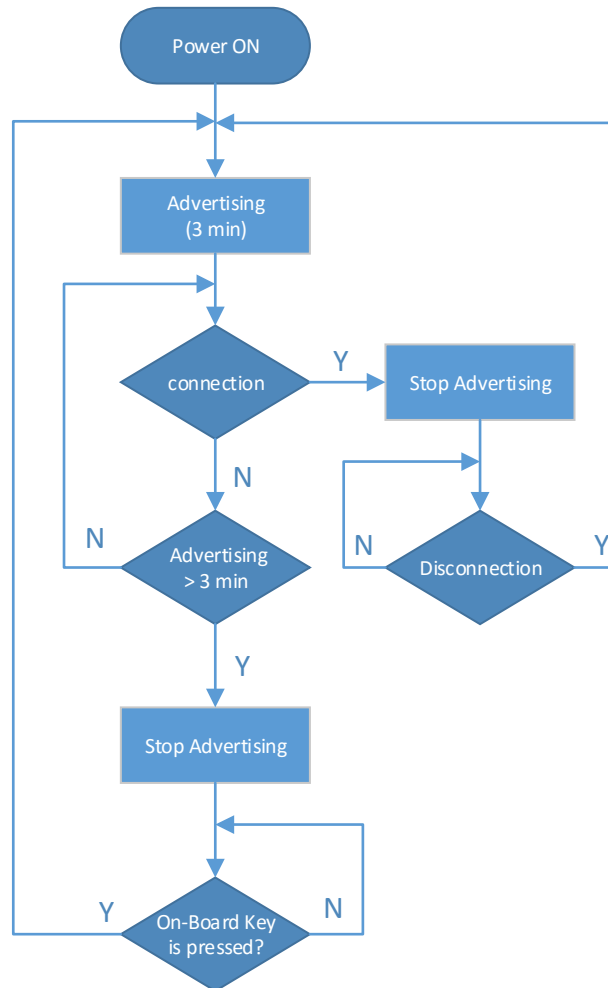 Power ON
Advertising
(3 min)
connection
Y
Stop Advertising
N
Advertising
> 3 min
N
Disconnection
N
Y
Y
Stop Advertising
On-Board Key
is pressed?
Y
N